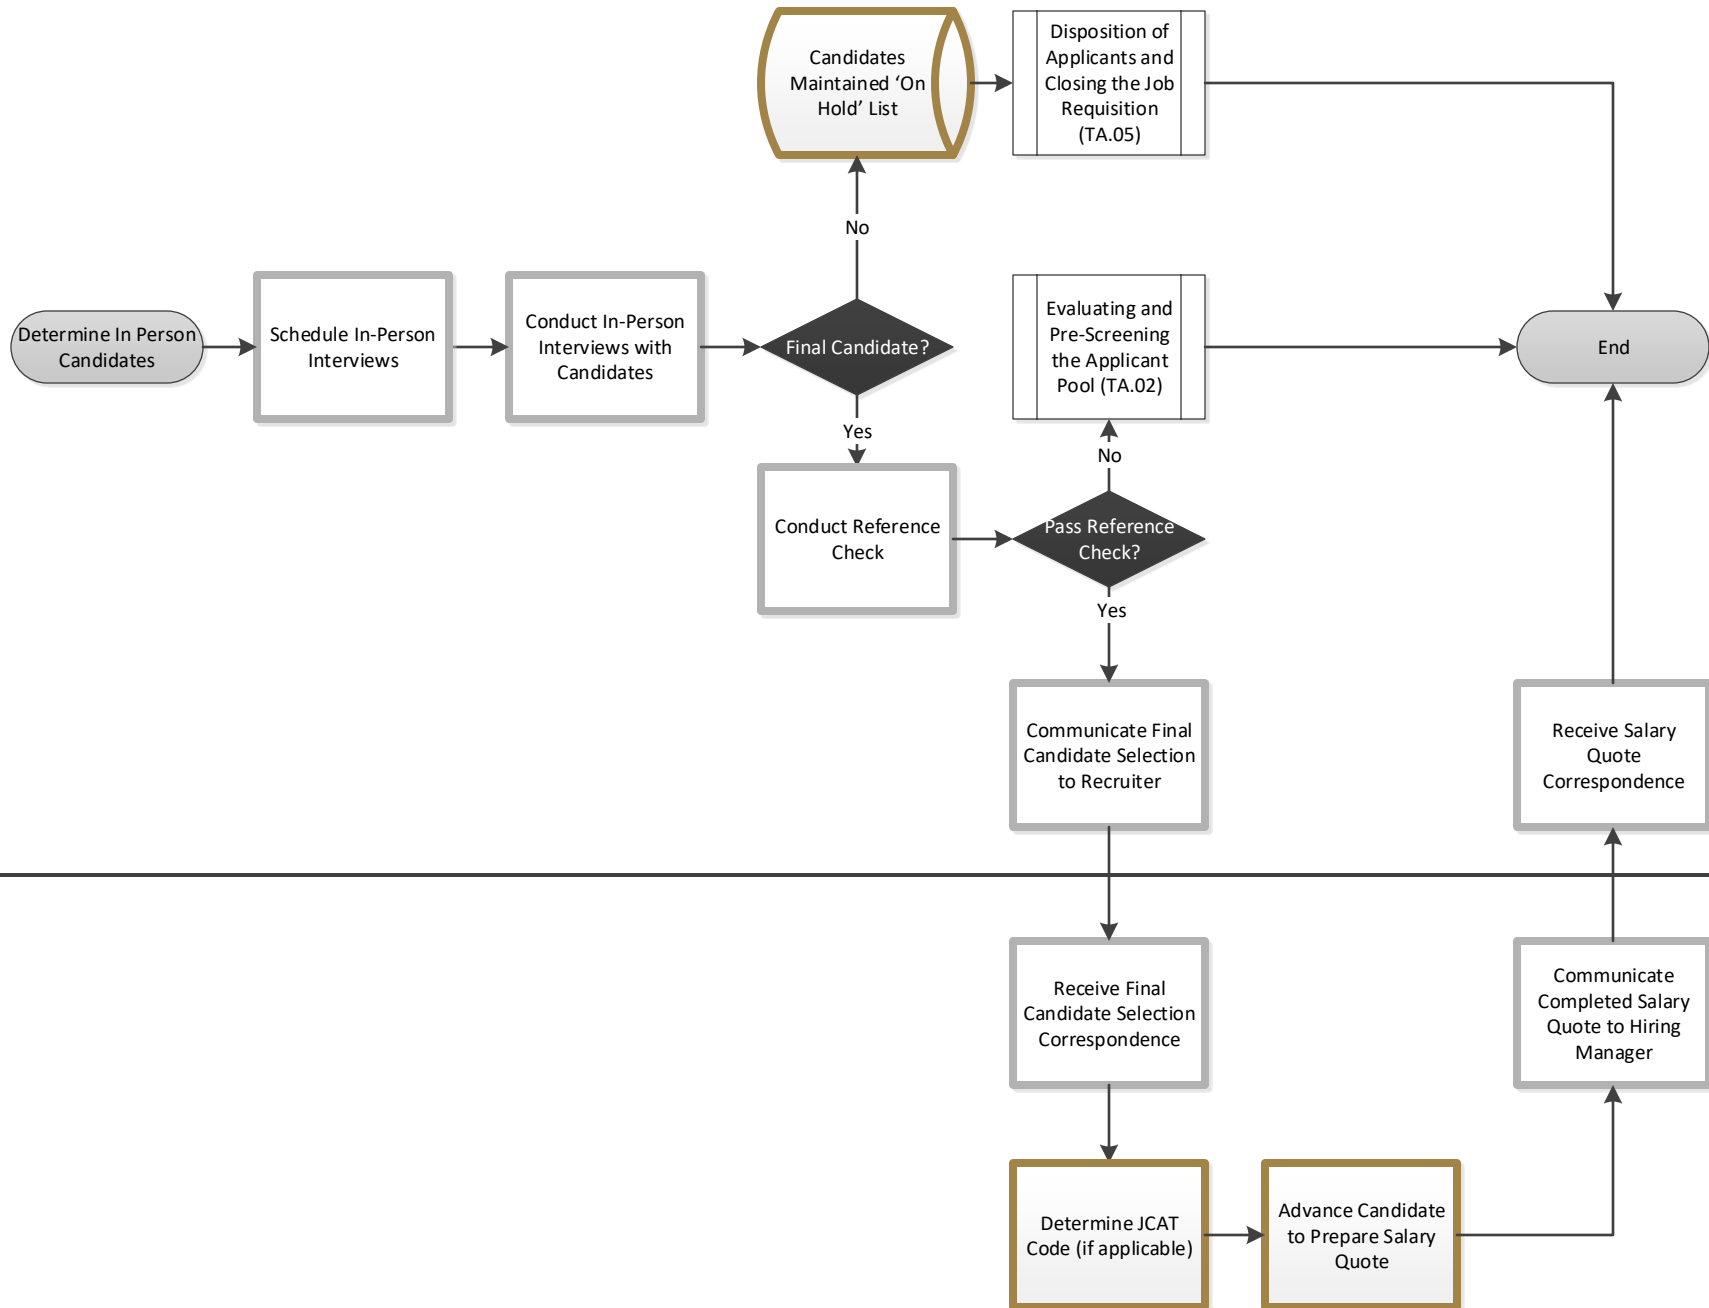 Candidates
Maintained ‘On
Hold’ List
Disposition of
Applicants and
Closing the Job
Requisition
(TA.05)
No
Determine In Person
Candidates
Schedule In-Person
Interviews
Conduct In-Person
Interviews with
Candidates
Final Candidate?
Evaluating and
Pre-Screening
the Applicant
Pool (TA.02)
End
Yes
No
Conduct Reference
Check
Pass Reference
Check?
Yes
Communicate Final
Candidate Selection
to Recruiter
Receive Salary
Quote
Correspondence
Receive Final
Candidate Selection
Correspondence
Communicate
Completed Salary
Quote to Hiring
Manager
Determine JCAT
Code (if applicable)
Advance Candidate
to Prepare Salary
Quote